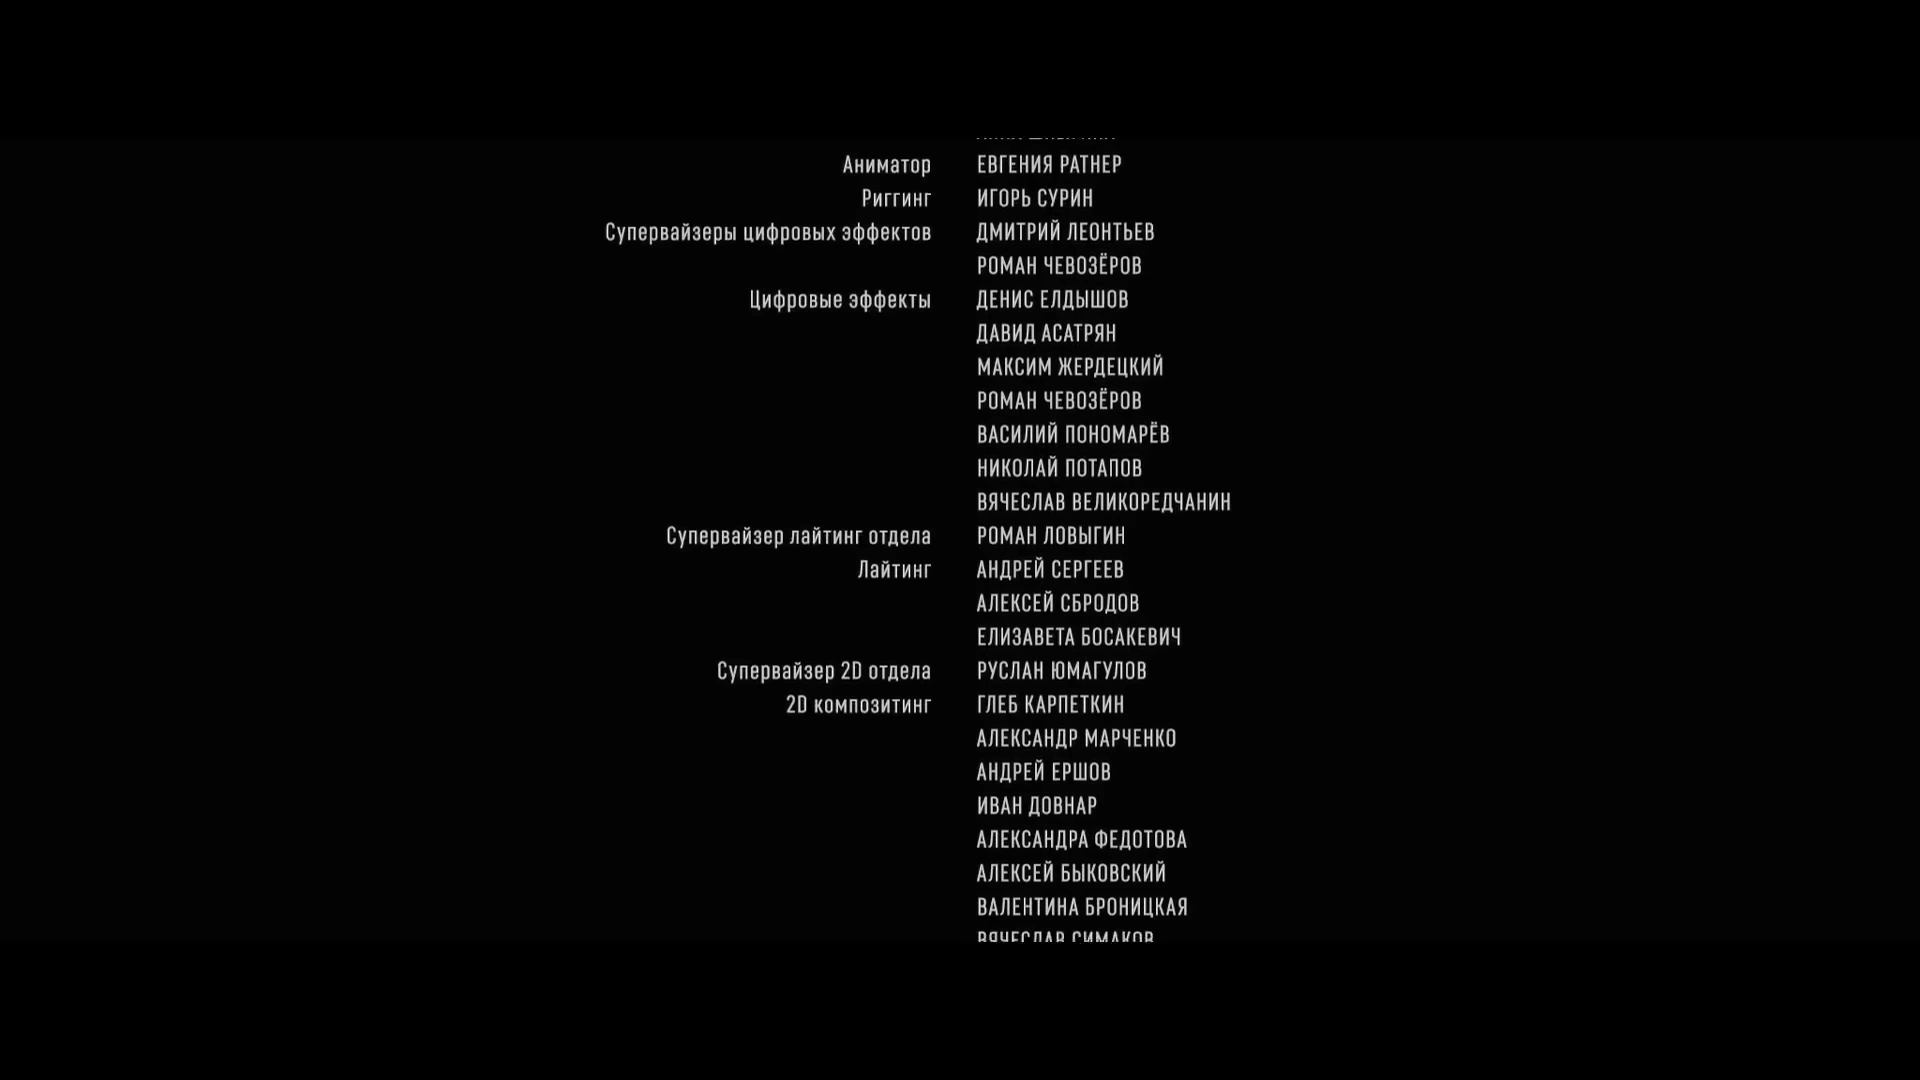 Аниматор ЕВГЕНИЯ РАТНЕР
Риггинг ИГОРЬ СУРИН
Супервайзеры цифровых эффектов ДМИТРИЙ ЛЕОНТЬЕВ
РОМАН ЧЕВОЗЁРОВ
Цифровые эффекты ДЕНИС ЕЛДЫШОВ
ДАВИД АСАТРЯН
МАКСИМ ЖЕРДЕЦКИЙ
РОМАН ЧЕВОЗЁРОВ
ВАСИЛИЙ ПОНОМАРЁВ
НИКОЛАЙ ПОТАПОВ
ВЯЧЕСЛАВ ВЕЛИКОРЕДЧАНИН
Супервайзер лайтинг отдела РОМАН ЛОВЫГИН
Лайтинг АНДРЕЙ СЕРГЕЕВ
АЛЕКСЕЙ СБРОДОВ
ЕЛИЗАВЕТА БОСАКЕВИЧ
Супервайзер 2D отдела РУСЛАН ЮМАГУЛОВ
2D композитинг ГЛЕБ КАРПЕТКИН
АЛЕКСАНДР МАРЧЕНКО
АНДРЕЙ ЕРШОВ
ИВАН ДОВНАР
АЛЕКСАНДРА ФЕДОТОВА
АЛЕКСЕЙ БЫКОВСКИЙ
ВАЛЕНТИНА БРОНИЦКАЯ
ВЯЧЕСЛАВ СИМАКОВ